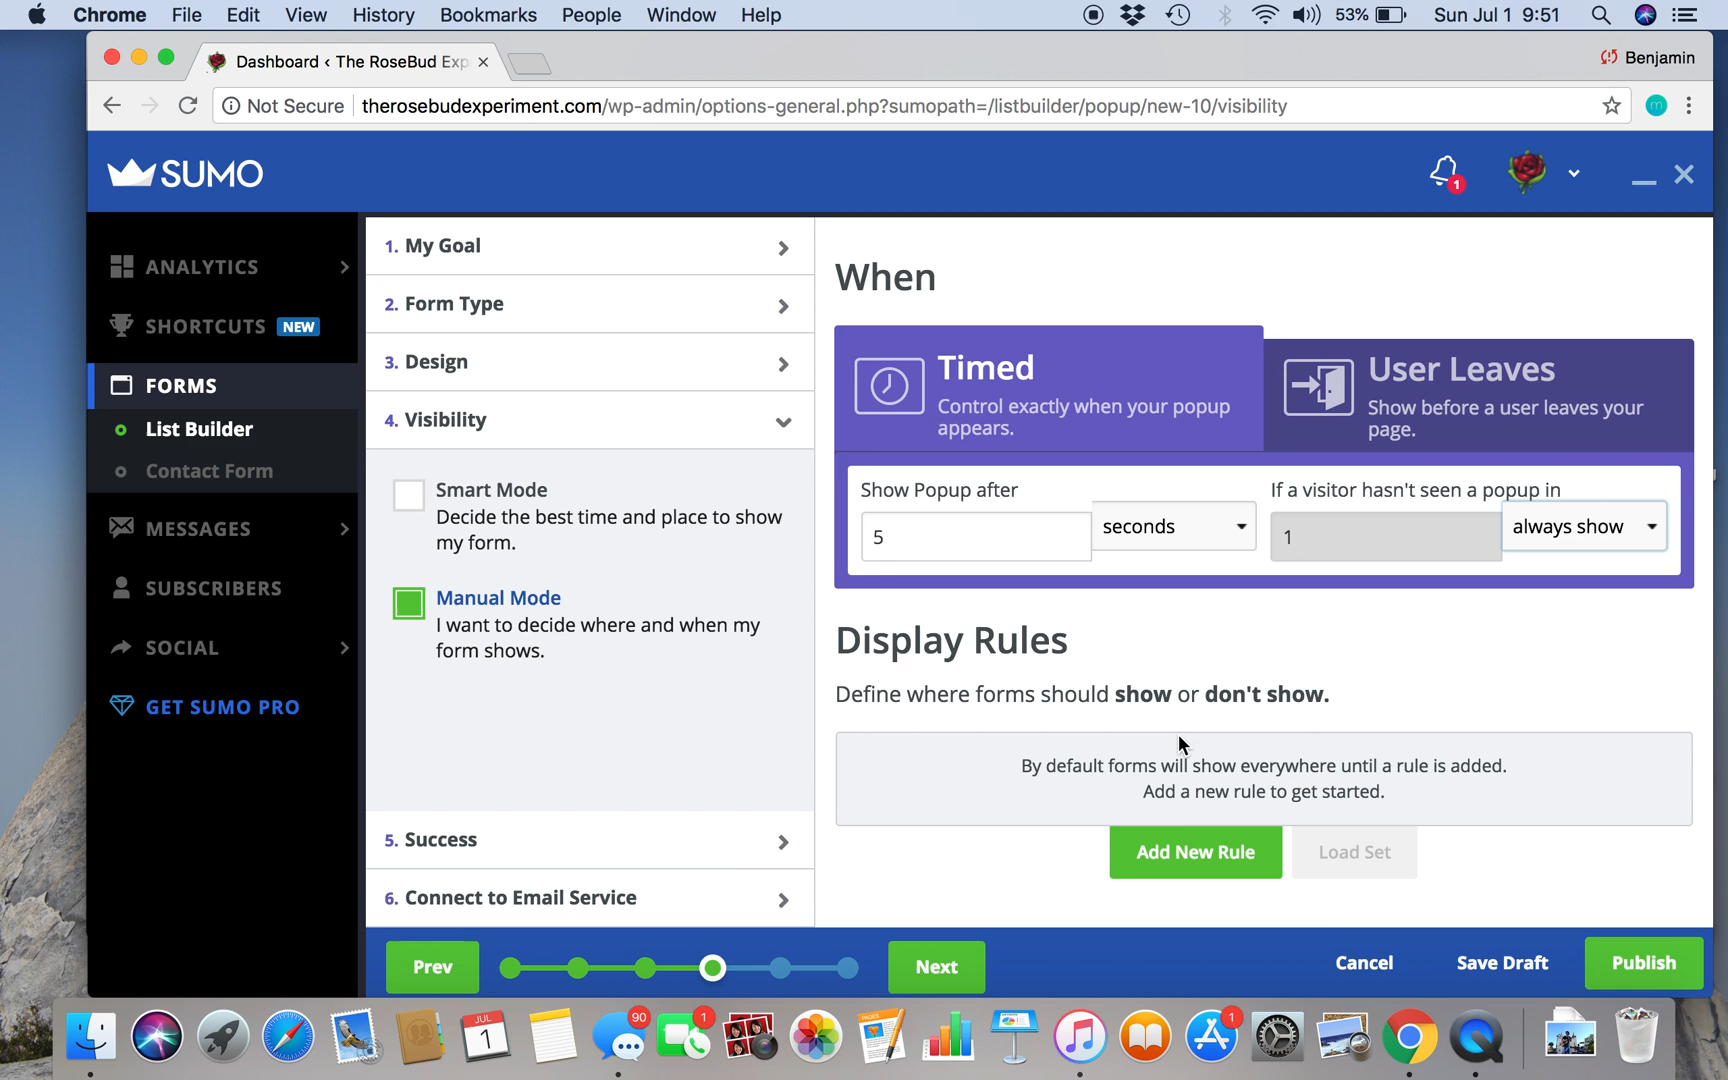 Chrome File Edit View History Bookmarks People Window Help 53% Sun Jul 1 9:51
Dashboard ‹ The RoseBud Exp
Benjamin
Not Secure therosebudexperiment.com/wp-admin/options-general.php?sumopath=/listbuilder/popup/new-10/visibility
m
SUMO
1
ANALYTICS
SHORTCUTS NEW
FORMS
List Builder
Contact Form
MESSAGES
SUBSCRIBERS
SOCIAL
GET SUMO PRO
1. My Goal
2. Form Type
3. Design
4. Visibility
Smart Mode
Decide the best time and place to show
my form.
Manual Mode
I want to decide where and when my
form shows.
5. Success
6. Connect to Email Service
When
Timed
Control exactly when your popup
appears.
User Leaves
Show before a user leaves your
page.
Show Popup after
5 seconds
If a visitor hasn't seen a popup in
1 always show
Display Rules
Define where forms should show or don't show.
By default forms will show everywhere until a rule is added.
Add a new rule to get started.
Add New Rule Load Set
Prev Next Cancel Save Draft Publish
JUL
1
90
1
PAGES
1